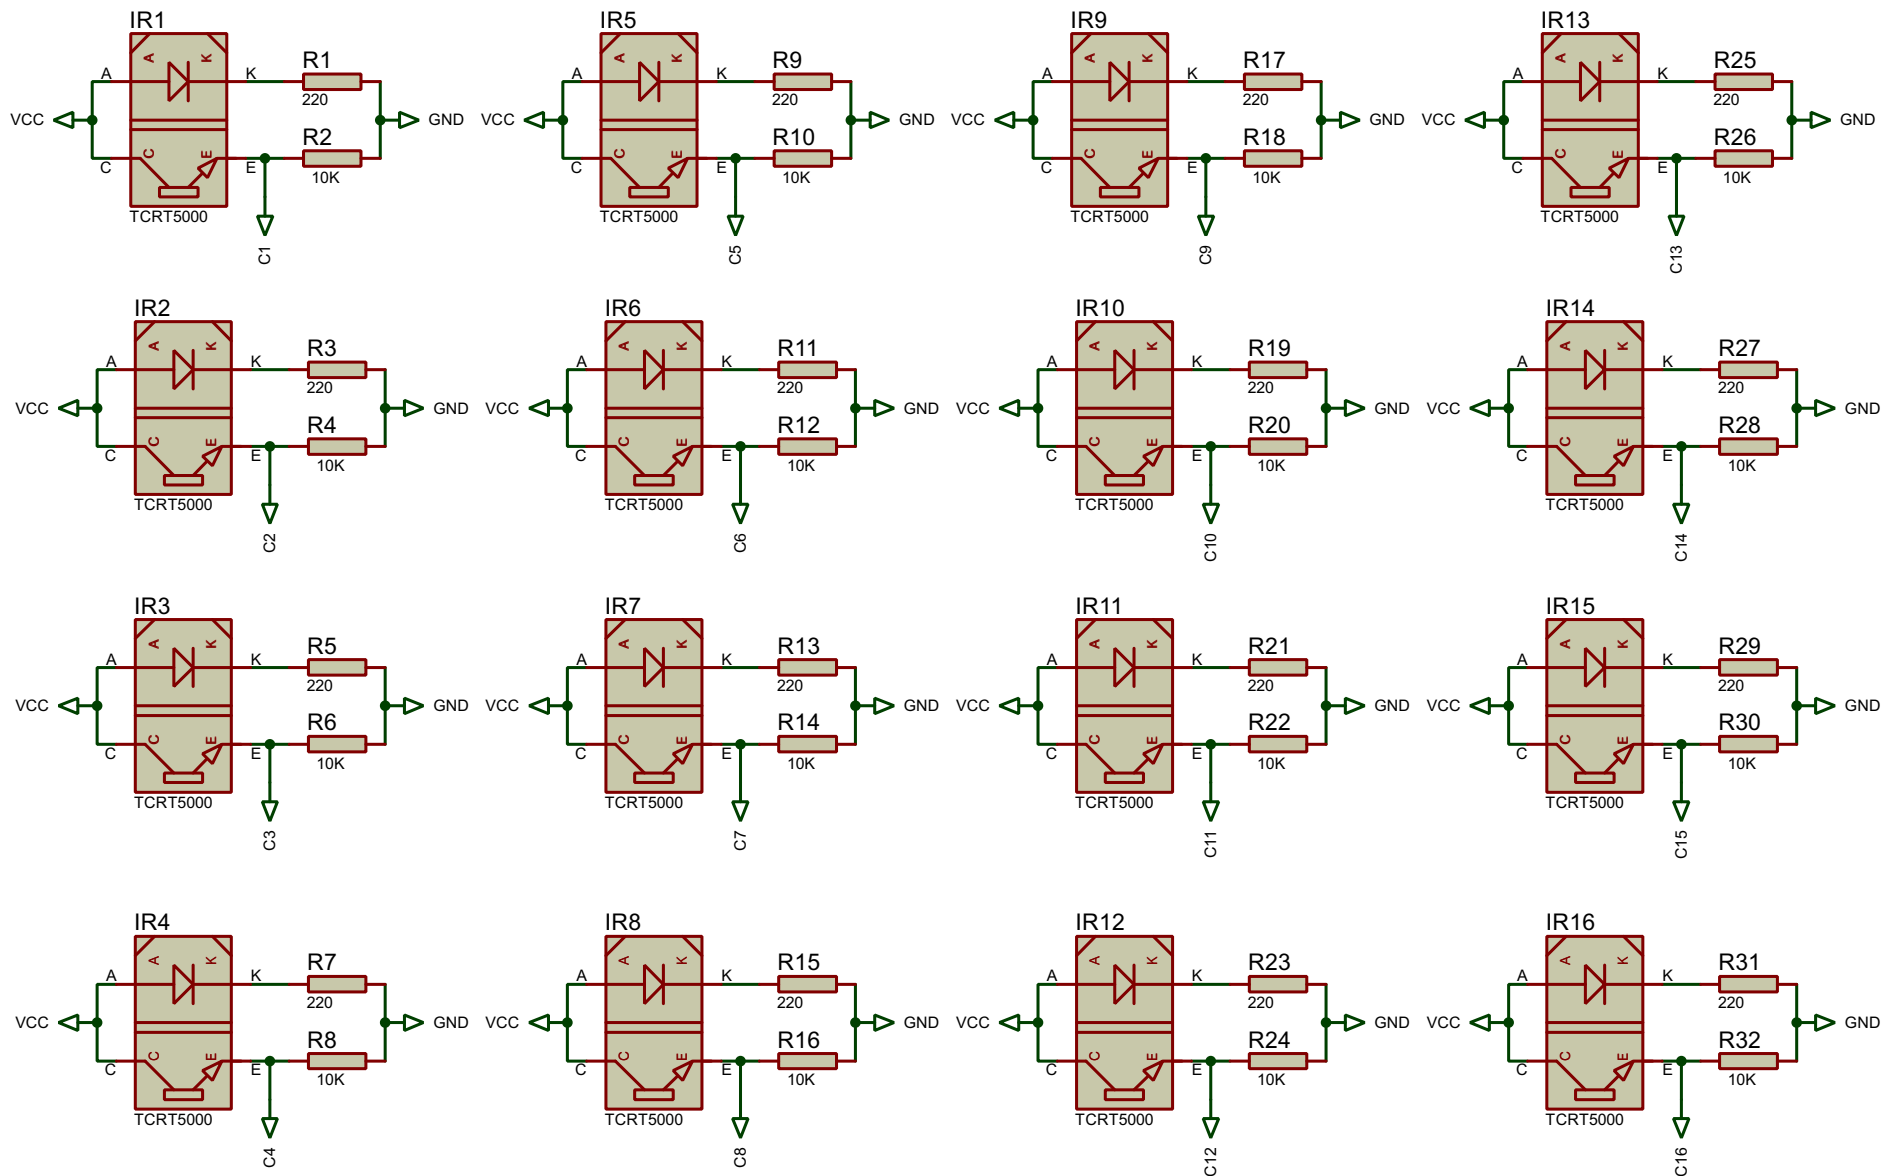 IR1
A
K
A
K
R1
220
VCC
GND
C
C
E
E
R2
10K
TCRT5000
C1
IR5
A
K
A
K
R9
220
VCC
GND
C
C
E
E
R10
10K
TCRT5000
C5
IR9
A
K
A
K
R17
220
VCC
GND
C
C
E
E
R18
10K
TCRT5000
C9
IR13
A
K
A
K
R25
220
VCC
GND
C
C
E
E
R26
10K
TCRT5000
C13
IR2
A
K
A
K
R3
220
VCC
GND
C
C
E
E
R4
10K
TCRT5000
C2
IR6
A
K
A
K
R11
220
VCC
GND
C
C
E
E
R12
10K
TCRT5000
C6
IR10
A
K
A
K
R19
220
VCC
GND
C
C
E
E
R20
10K
TCRT5000
C10
IR14
A
K
A
K
R27
220
VCC
GND
C
C
E
E
R28
10K
TCRT5000
C14
IR3
A
K
A
K
R5
220
VCC
GND
C
C
E
E
R6
10K
TCRT5000
C3
IR7
A
K
A
K
R13
220
VCC
GND
C
C
E
E
R14
10K
TCRT5000
C7
IR11
A
K
A
K
R21
220
VCC
GND
C
C
E
E
R22
10K
TCRT5000
C11
IR15
A
K
A
K
R29
220
VCC
GND
C
C
E
E
R30
10K
TCRT5000
C15
IR4
A
K
A
K
R7
220
VCC
GND
C
C
E
E
R8
10K
TCRT5000
C4
IR8
A
K
A
K
R15
220
VCC
GND
C
C
E
E
R16
10K
TCRT5000
C8
IR12
A
K
A
K
R23
220
VCC
GND
C
C
E
E
R24
10K
TCRT5000
C12
IR16
A
K
A
K
R31
220
VCC
GND
C
C
E
E
R32
10K
TCRT5000
C16